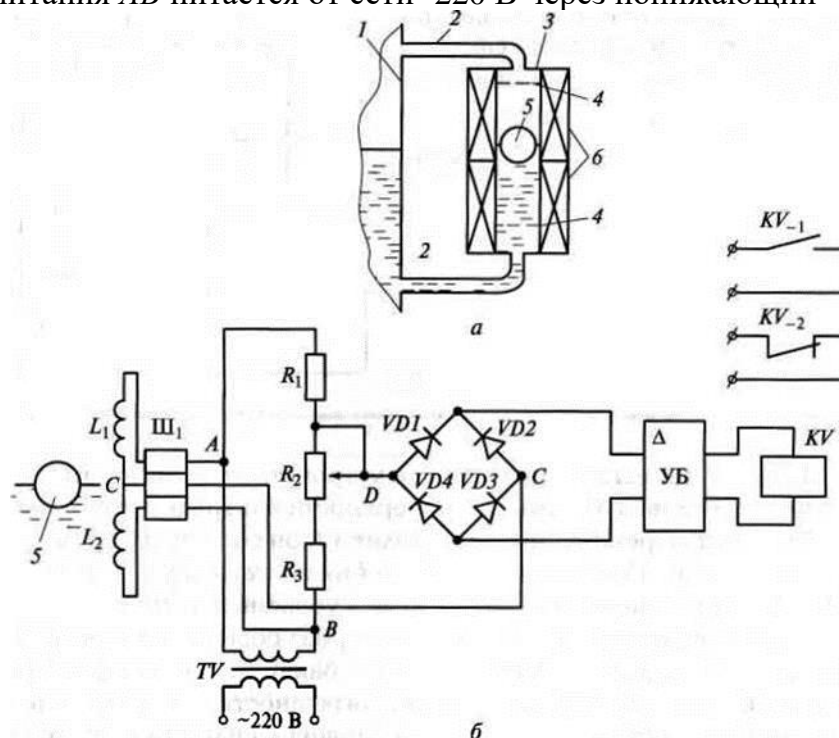 питания АВ питается от сети ~220 В через понижающий
1
2
3
4
5
6
4
2
а
KV-1
KV-2
R1
L1
Ш1
A
VD1
VD2
Δ
УБ
KV
C
R2
D
VD4
VD3
C
5
L2
R3
B
TV
~220 В
б